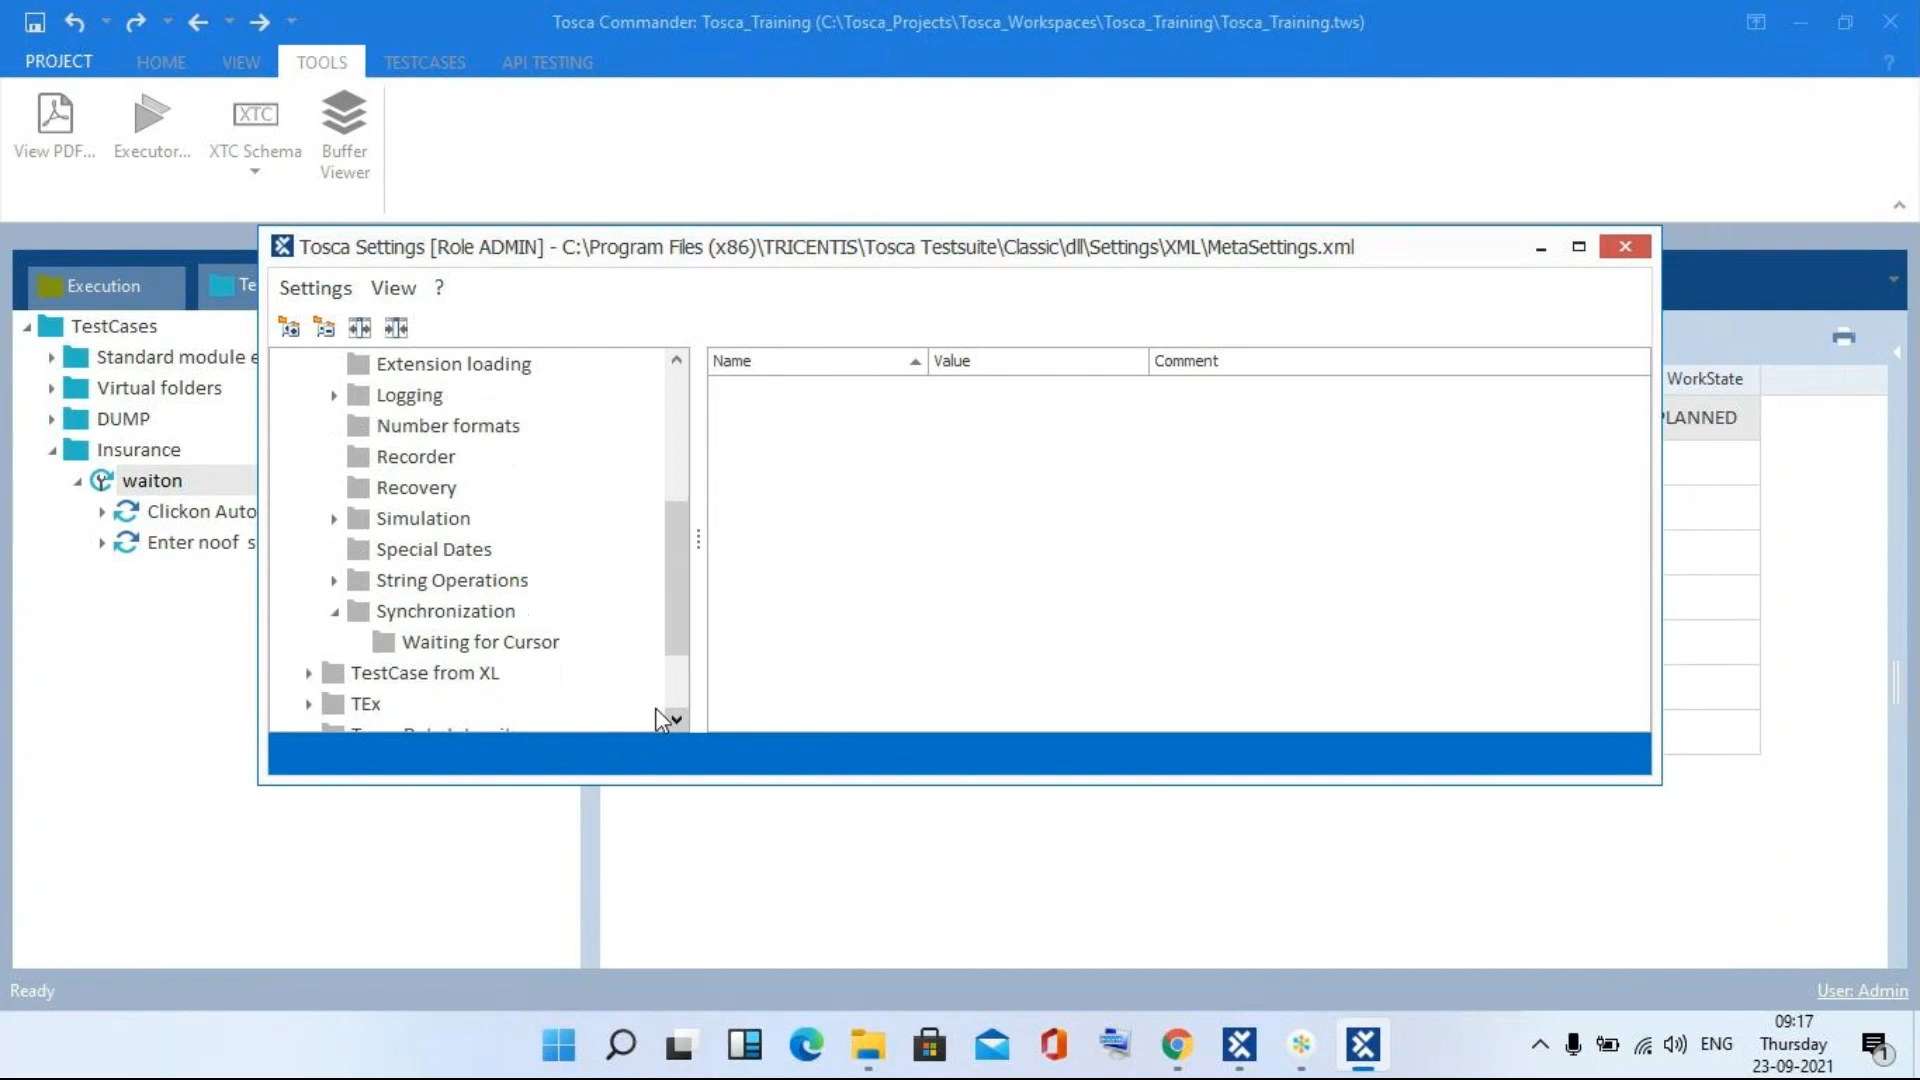 Tosca Commander: Tosca_Training (C:\Tosca_Projects\Tosca_Workspaces\Tosca_Training\Tosca_Training.tws)
PROJECT HOME VIEW TOOLS TESTCASES API TESTING ?
View PDF... Executor... XTC XTC Schema Buffer Viewer
Tosca Settings [Role ADMIN] - C:\Program Files (x86)\TRICENTIS\Tosca Testsuite\Classic\dll\Settings\XML\MetaSettings.xml
Settings View ?
Execution Te
TestCases
Standard module e
Virtual folders
DUMP
Insurance
waiton
Clickon Auto
Enter noof s
Extension loading
Logging
Number formats
Recorder
Recovery
Simulation
Special Dates
String Operations
Synchronization
Waiting for Cursor
TestCase from XL
TEx
Name Value Comment
WorkState
PLANNED
Ready User: Admin
ENG
09:17
Thursday
23-09-2021
1